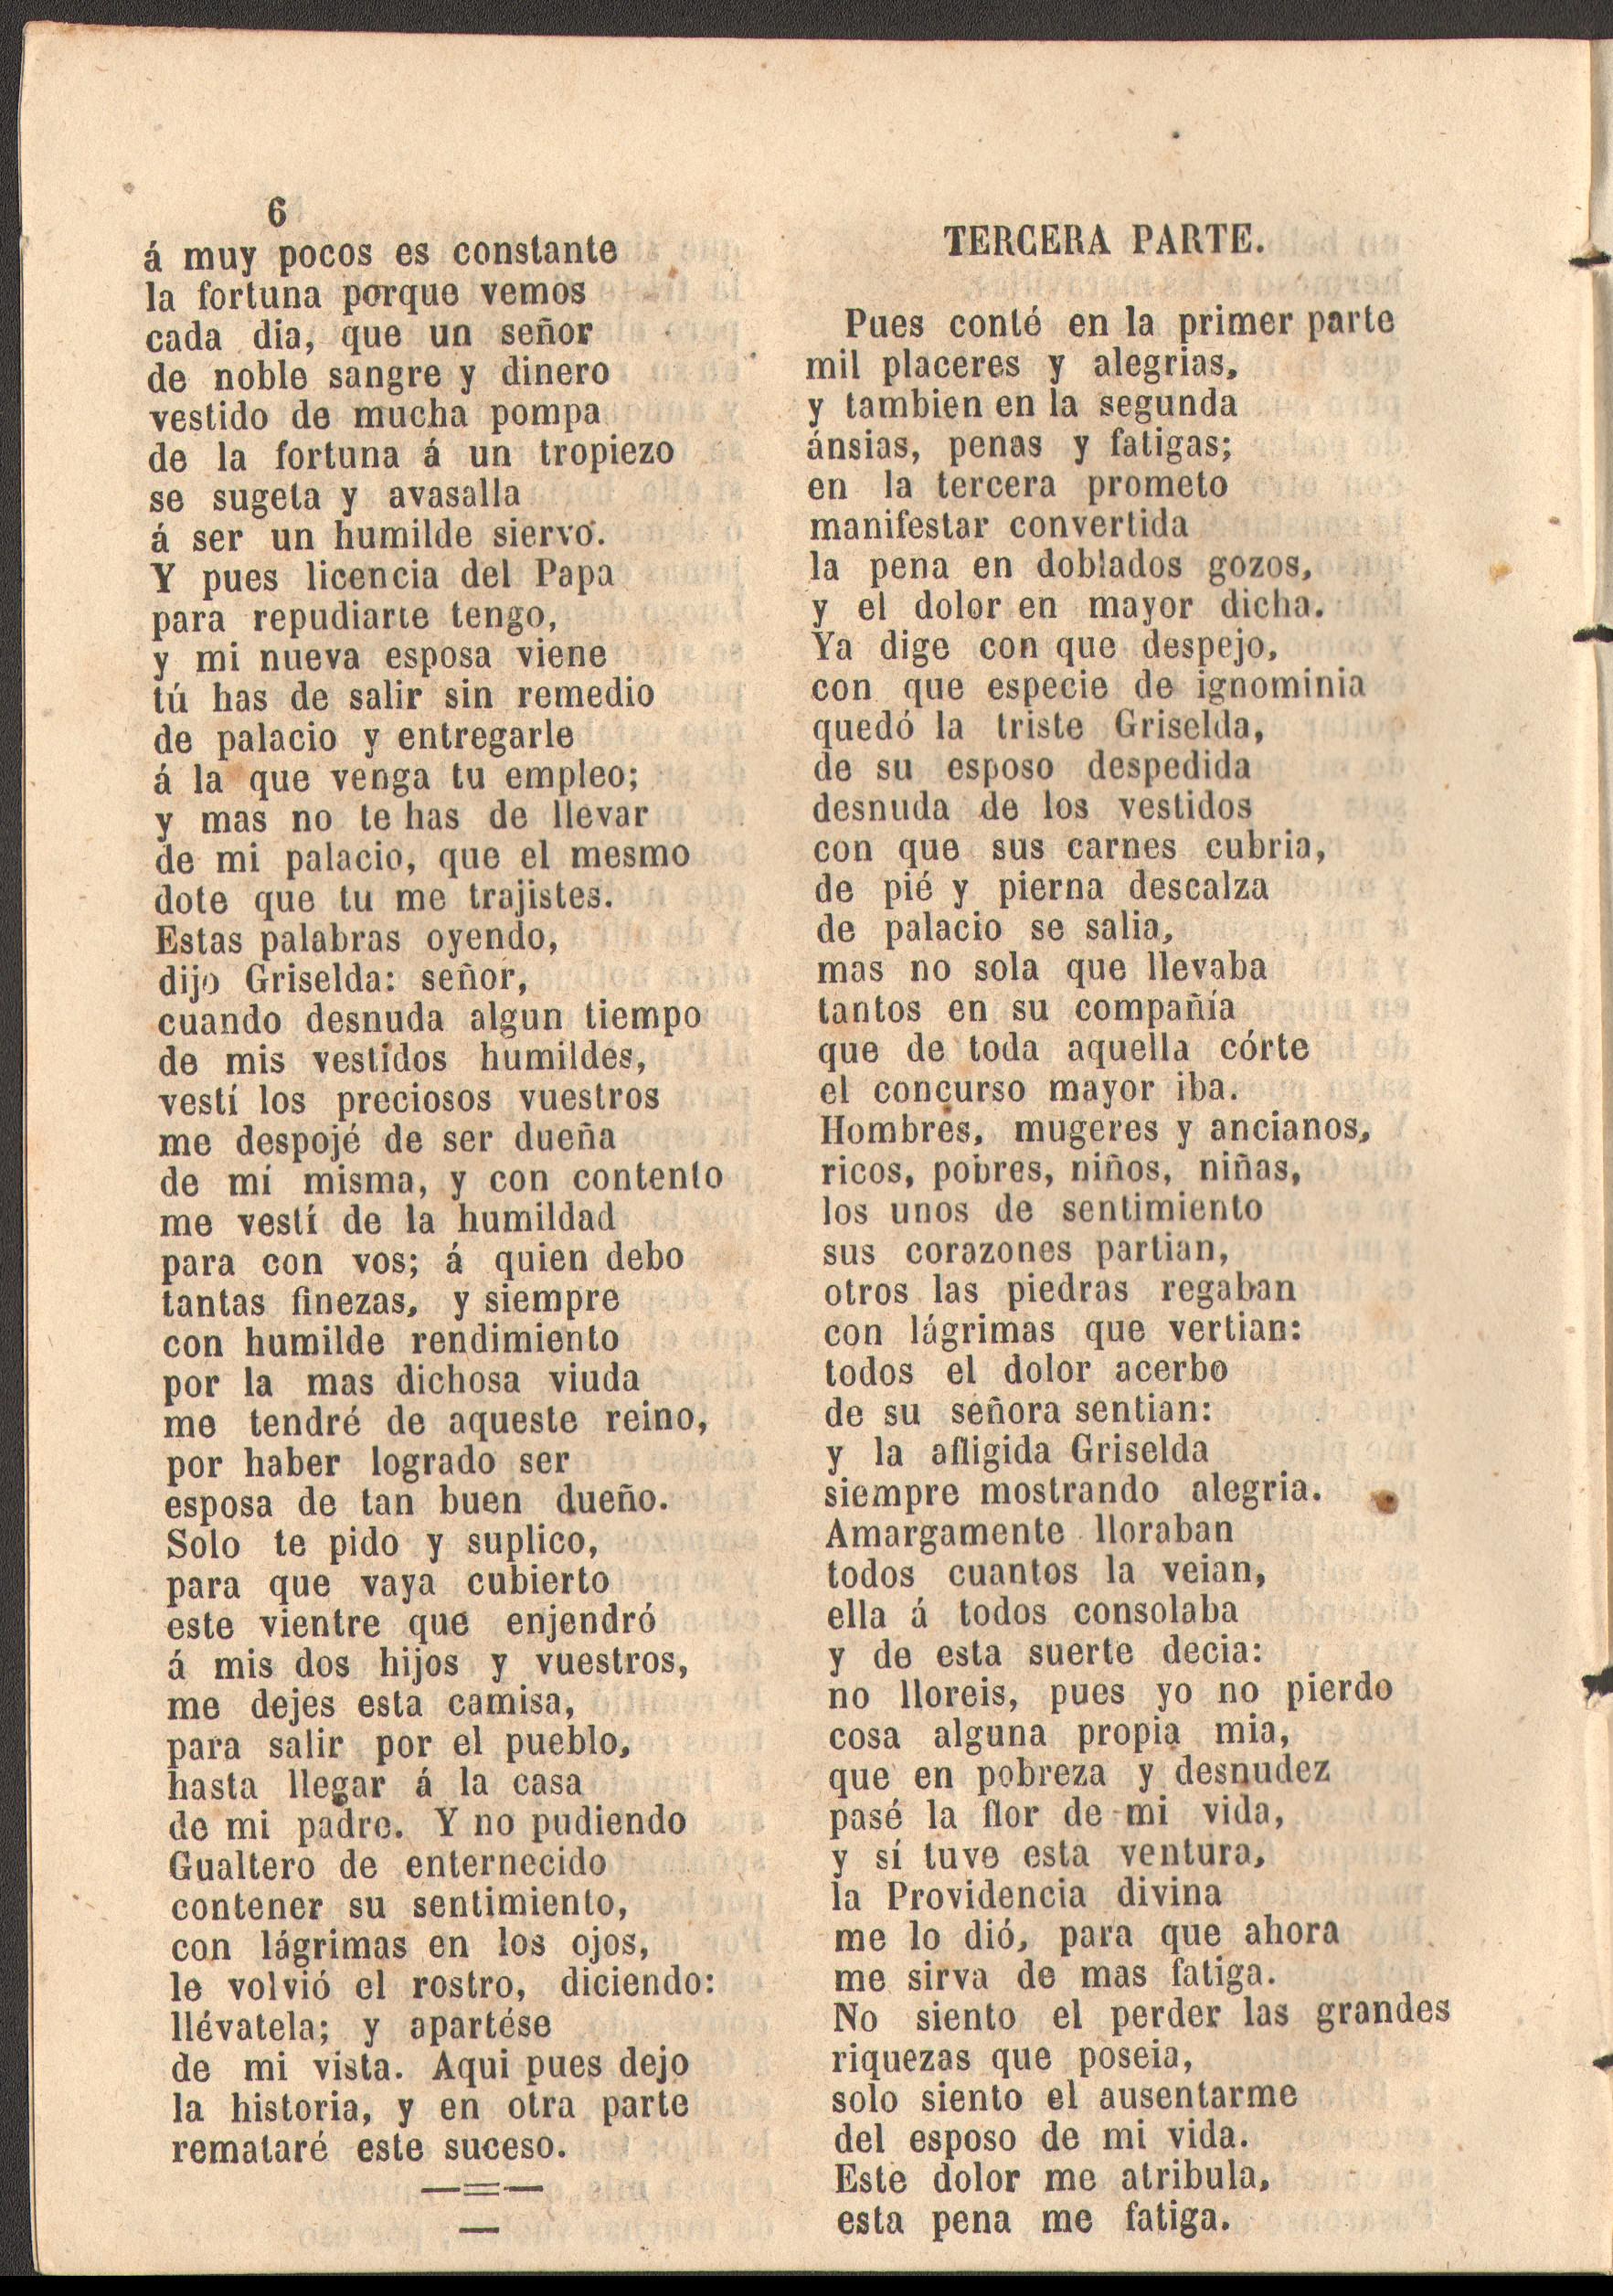 6
á muy pocos es constante
la fortuna porque vemos
cada dia, que un señor
de noble sangre y dinero
vestido de mucha pompa
de la fortuna á un tropiezo
se sugeta y avasalla
á ser un humilde siervo.
Y pues licencia del Papa
para repudiarte tengo,
y mi nueva esposa viene
tú has de salir sin remedio
de palacio y entregarle
á la que venga tu empleo;
y mas no te has de llevar
de mi palacio, que el mesmo
dote que tu me trajistes.
Estas palabras oyendo,
dijo Griselda: señor,
cuando desnuda algun tiempo
de mis vestidos humildes,
vestí los preciosos vuestros
me despojé de ser dueña
de mí misma, y con contento
me vestí de la humildad
para con vos; á quien debo
tantas finezas, y siempre
con humilde rendimiento
por la mas dichosa viuda
me tendré de aqueste reino,
por haber logrado ser
esposa de tan buen dueño.
Solo te pido y suplico,
para que vaya cubierto
este vientre que enjendró
á mis dos hijos y vuestros,
me dejes esta camisa,
para salir por el pueblo,
hasta llegar á la casa
de mi padre. Y no pudiendo
Gualtero de enternecido
contener su sentimiento,
con lágrimas en los ojos,
le volvió el rostro, diciendo:
llévatela; y apartése
de mi vista. Aqui pues dejo
la historia, y en otra parte
remataré este suceso.
TERCERA PARTE.
Pues conté en la primer parte
mil placeres y alegrias,
y tambien en la segunda
ánsias, penas y fatigas;
en la tercera prometo
manifestar convertida
la pena en doblados gozos,
y el dolor en mayor dicha.
Ya dige con que despejo,
con que especie de ignominia
quedó la triste Griselda,
de su esposo despedida
desnuda de los vestidos
con que sus carnes cubria,
de pié y pierna descalza
de palacio se salia,
mas no sola que llevaba
tantos en su compañía
que de toda aquella córte
el concurso mayor iba.
Hombres, mugeres y ancianos,
ricos, pobres, niños, niñas,
los unos de sentimiento
sus corazones partian,
otros las piedras regaban
con lágrimas que vertian:
todos el dolor acerbo
de su señora sentian:
y la afligida Griselda
siempre mostrando alegria.
Amargamente lloraban
todos cuantos la veian,
ella á todos consolaba
y de esta suerte decia:
no lloreis, pues yo no pierdo
cosa alguna propia mia,
que en pobreza y desnudez
pasé la flor de mi vida,
y sí tuve esta ventura,
la Providencia divina
me lo dió, para que ahora
me sirva de mas fatiga.
No siento el perder las grandes
riquezas que poseia,
solo siento el ausentarme
del esposo de mi vida.
Este dolor me atribula,
esta pena me fatiga.